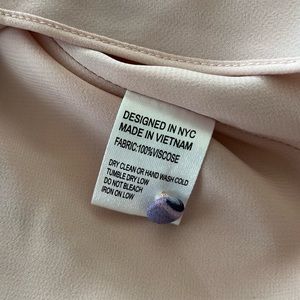 DESIGNED IN NYC
MADE IN VIETNAM
FABRIC:100%VISCOSE
DRY CLEAN OR HAND WASH COLD
TUMBLE DRY LOW
DO NOT BLEACH
IRON ON LOW